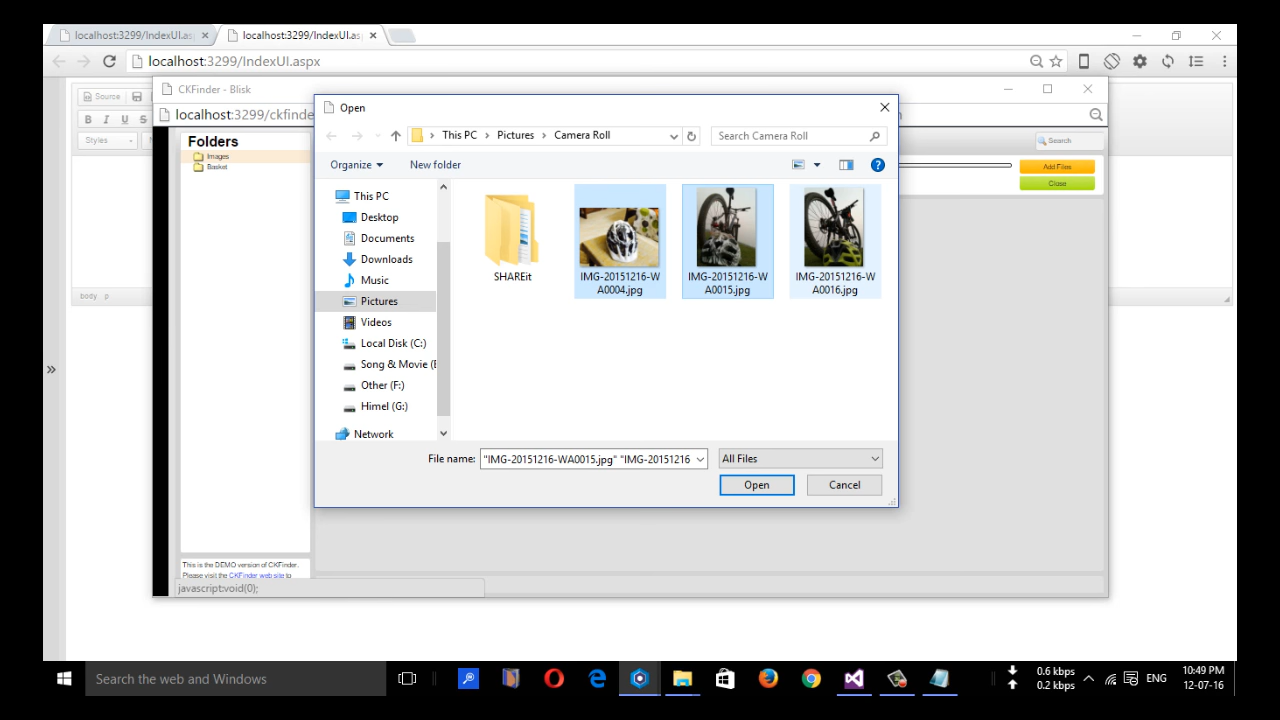 localhost:3299/IndexUI.as
localhost:3299/IndexUI.as
localhost:3299/IndexUI.aspx
CKFinder - Blisk
localhost:3299/ckfinde
Source
B I U S
Styles
body p
Folders
Images
Basket
Search
Add Files
Close
Open
This PC > Pictures > Camera Roll
Search Camera Roll
Organize
New folder
This PC
Desktop
Documents
Downloads
Music
Pictures
Videos
Local Disk (C:)
Song & Movie (E
Other (F:)
Himel (G:)
Network
SHAREit
IMG-20151216-W
A0004.jpg
IMG-20151216-W
A0015.jpg
IMG-20151216-W
A0016.jpg
File name:
"IMG-20151216-WA0015.jpg" "IMG-20151216
All Files
Open
Cancel
This is the DEMO version of CKFinder.
Please visit the CKFinder web site to
javascript:void(0);
Search the web and Windows
0.6 kbps
0.2 kbps
ENG
10:49 PM
12-07-16